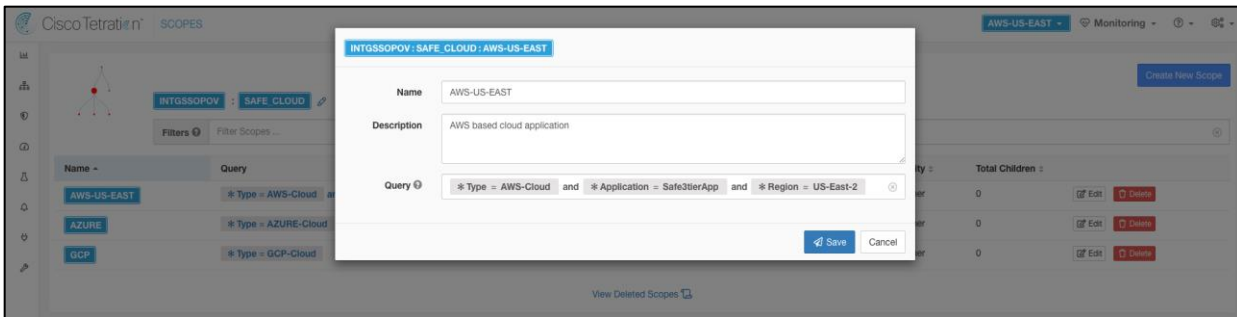 Cisco Tetration SCOPES AWS-US-EAST Monitoring
INTGSSOPOV : SAFE_CLOUD : AWS-US-EAST
Create New Scope
INTGSSOPOV : SAFE_CLOUD
Name AWS-US-EAST
Filters Filter Scopes ...
Description AWS based cloud application
Name Query Total Children
Query * Type = AWS-Cloud and * Application = Safe3tierApp and * Region = US-East-2
AWS-US-EAST * Type = AWS-Cloud 0 Edit Delete
AZURE * Type = AZURE-Cloud 0 Edit Delete
Save Cancel
GCP * Type = GCP-Cloud 0 Edit Delete
View Deleted Scopes